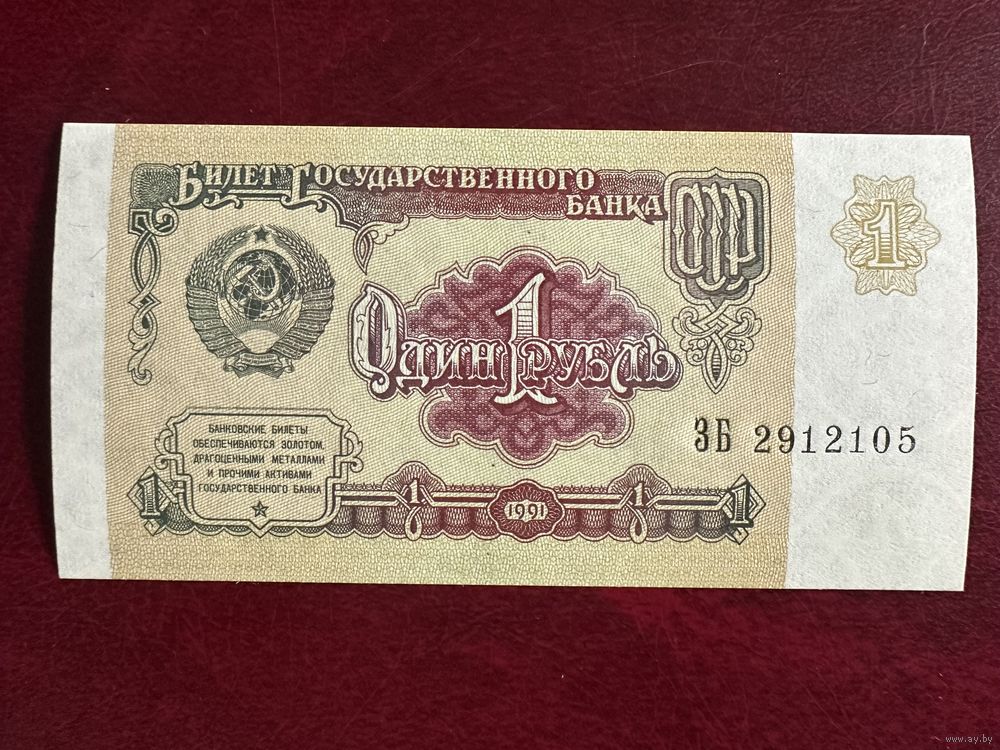 Билет Государственного
Банка
СССР
1
Один 1 рубль
ЗБ 2912105
БАНКОВСКИЕ БИЛЕТЫ
ОБЕСПЕЧИВАЮТСЯ ЗОЛОТОМ,
ДРАГОЦЕННЫМИ МЕТАЛЛАМИ
И ПРОЧИМИ АКТИВАМИ
ГОСУДАРСТВЕННОГО БАНКА
1 1 1991 1 1
www.ay.by